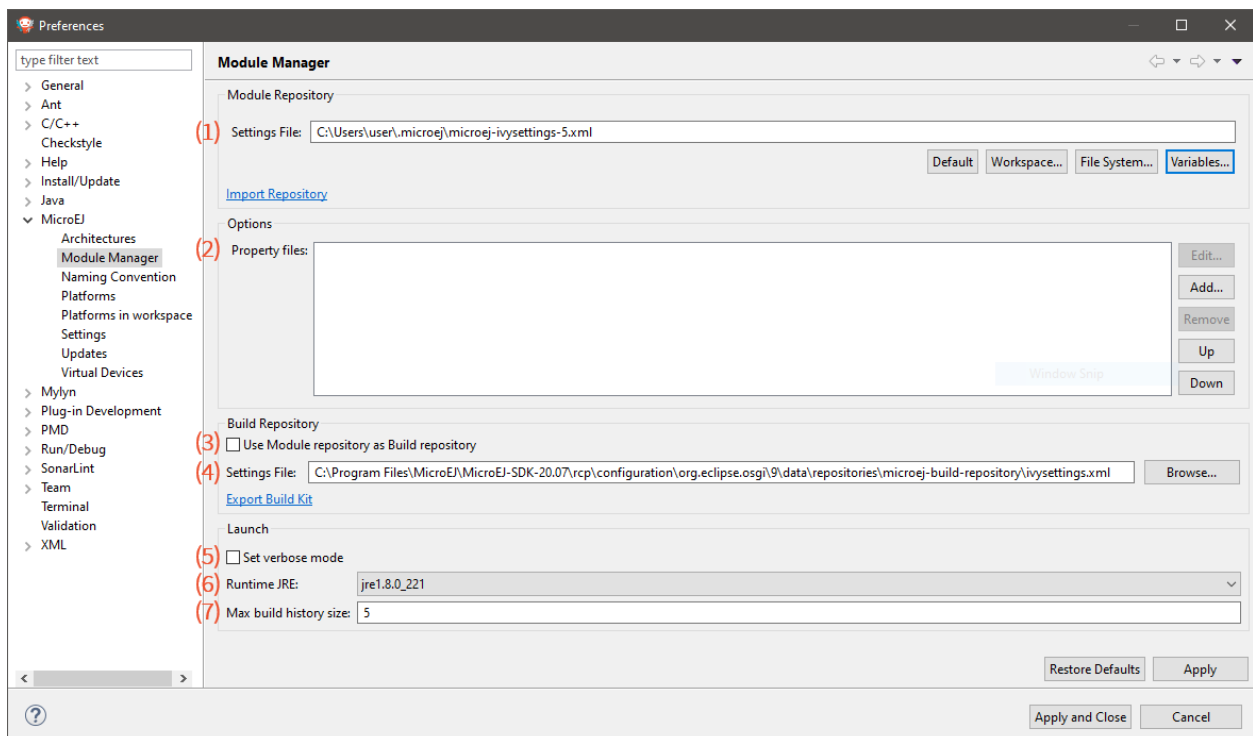 Preferences
type filter text
General
Ant
C/C++
Checkstyle
Help
Install/Update
Java
MicroEJ
Architectures
Module Manager
Naming Convention
Platforms
Platforms in workspace
Settings
Updates
Virtual Devices
Mylyn
Plug-in Development
PMD
Run/Debug
SonarLint
Team
Terminal
Validation
XML
Module Manager
Module Repository
(1) Settings File: C:\Users\user\.microej\microej-ivysettings-5.xml
Default Workspace... File System... Variables...
Import Repository
Options
(2) Property files:
Edit...
Add...
Remove
Up
Window Snip
Down
Build Repository
(3) Use Module repository as Build repository
(4) Settings File: C:\Program Files\MicroEJ\MicroEJ-SDK-20.07\rcp\configuration\org.eclipse.osgi\9\data\repositories\microej-build-repository\ivysettings.xml Browse...
Export Build Kit
Launch
(5) Set verbose mode
(6) Runtime JRE: jre1.8.0_221
(7) Max build history size: 5
Restore Defaults Apply
? Apply and Close Cancel